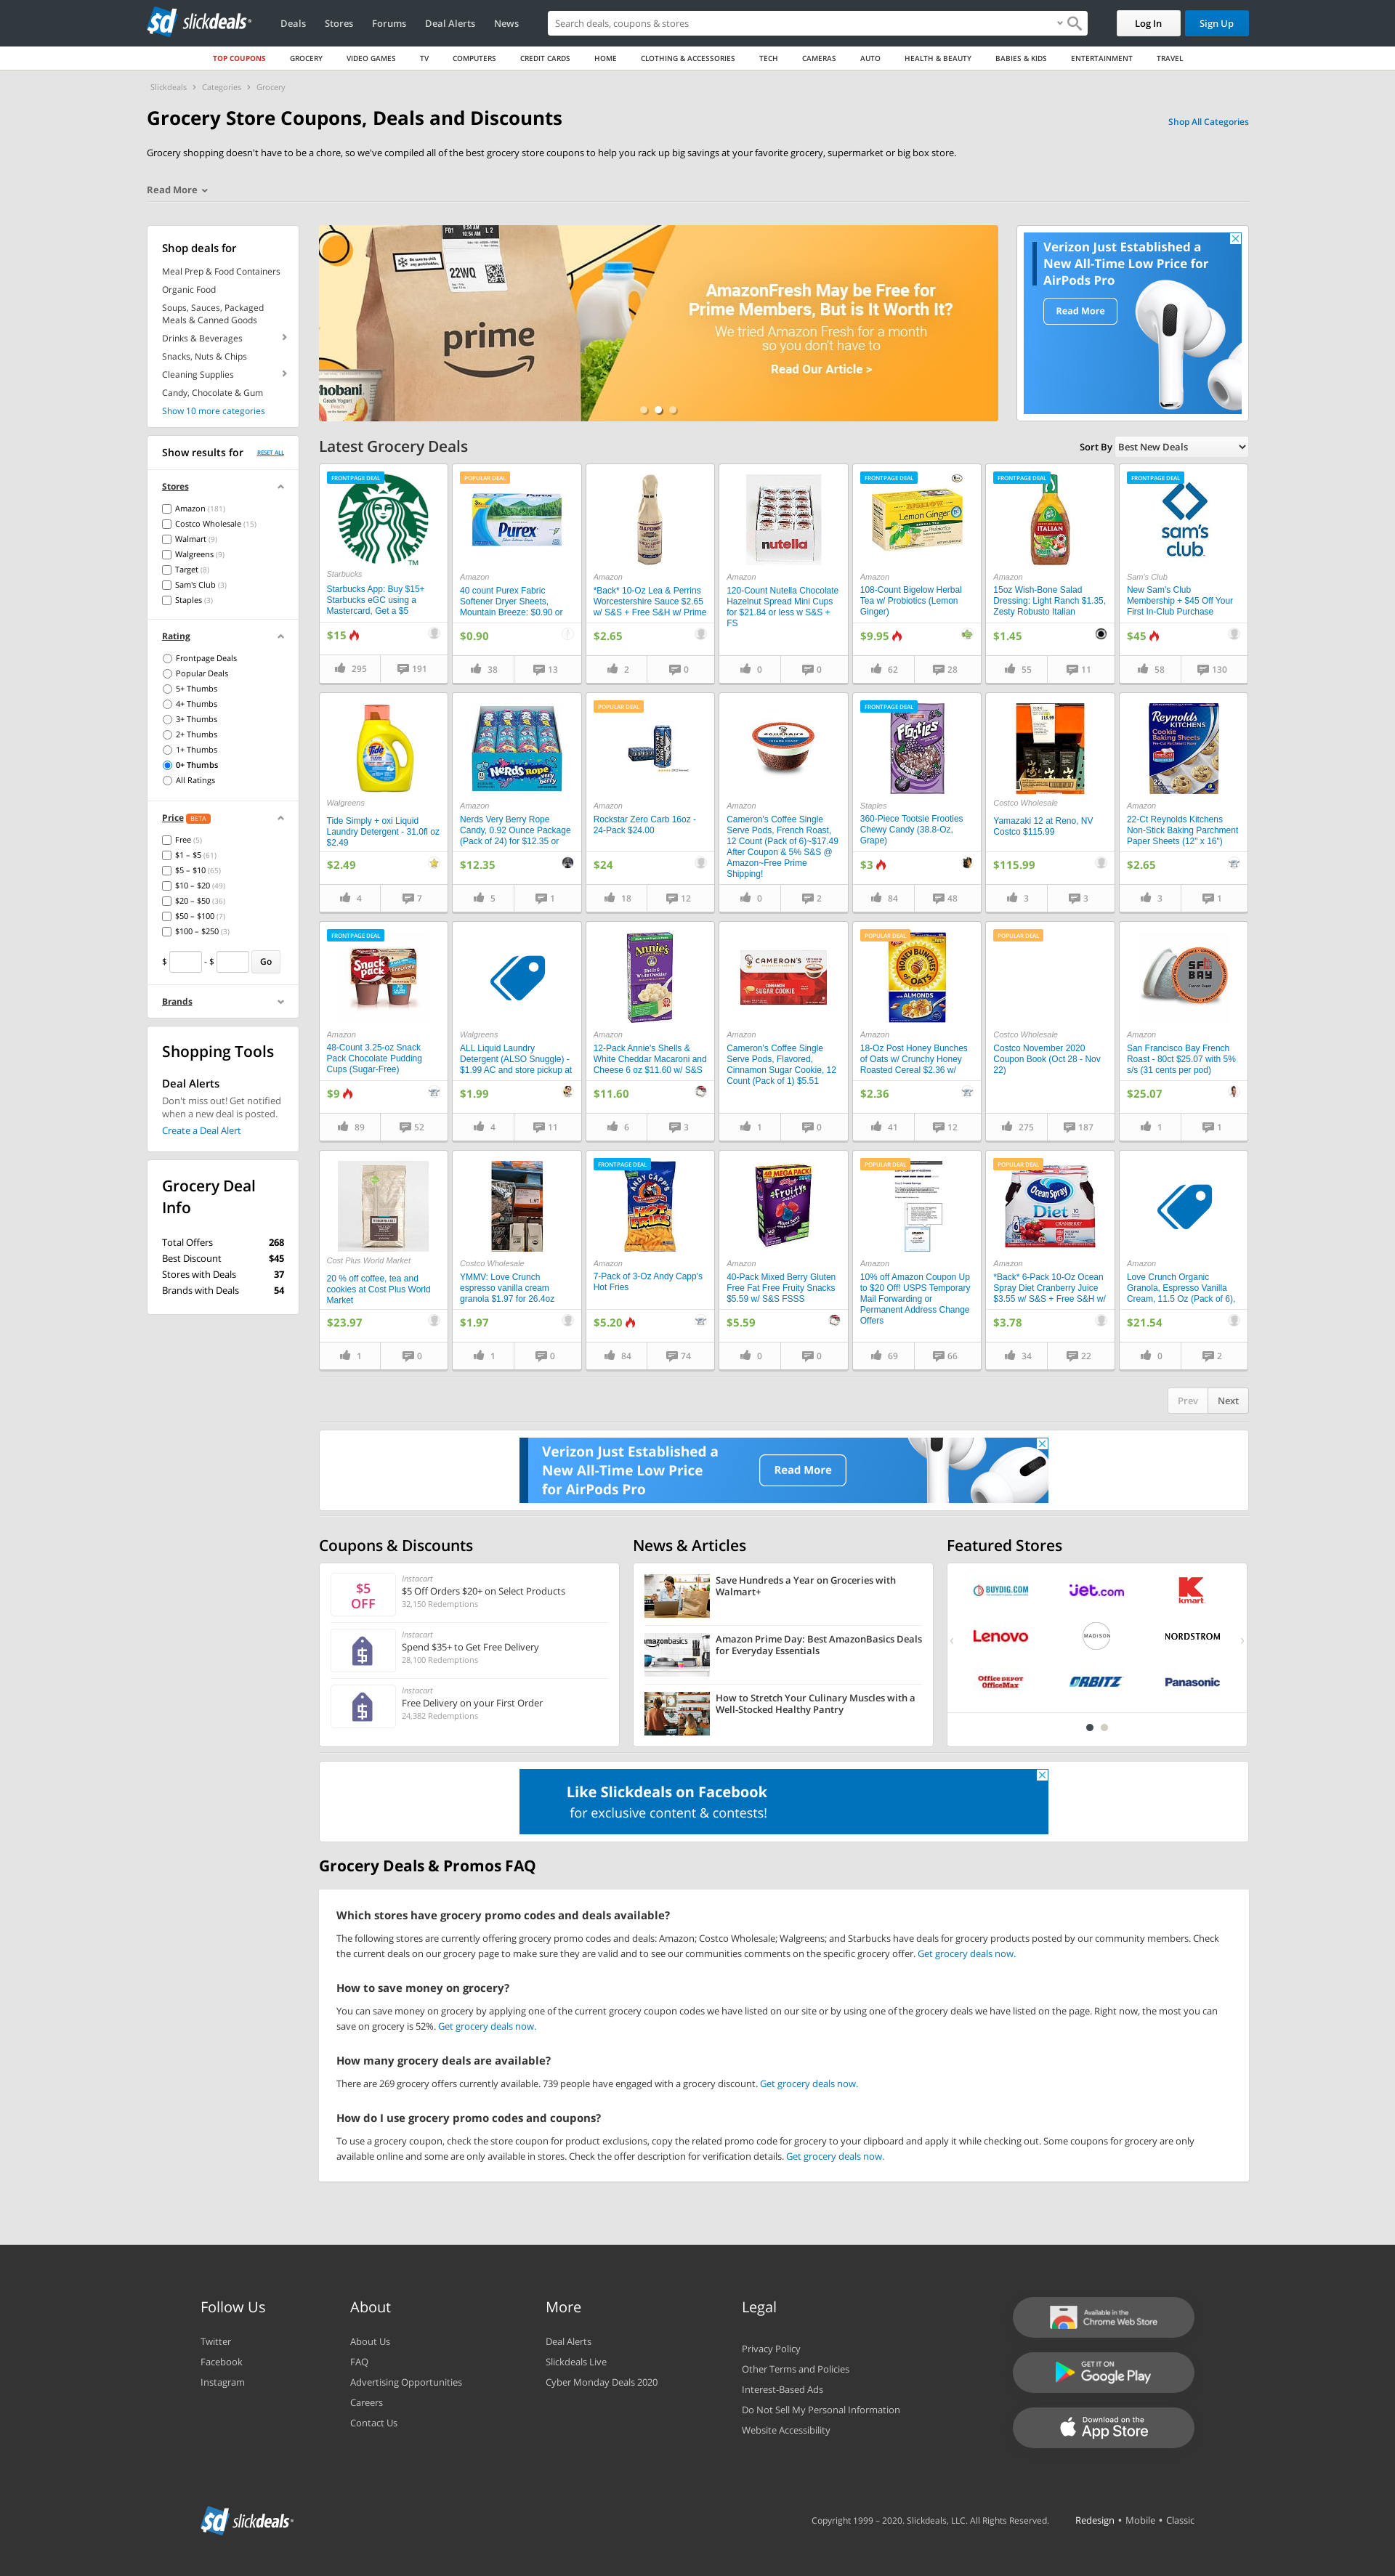 sd slickdeals
Deals Stores Forums Deal Alerts News
Search deals, coupons & stores
Log In
Sign Up
TOP COUPONS GROCERY VIDEO GAMES TV COMPUTERS CREDIT CARDS HOME CLOTHING & ACCESSORIES TECH CAMERAS AUTO HEALTH & BEAUTY BABIES & KIDS ENTERTAINMENT TRAVEL
Slickdeals › Categories › Grocery
Grocery Store Coupons, Deals and Discounts
Shop All Categories
Grocery shopping doesn't have to be a chore, so we've compiled all of the best grocery store coupons to help you rack up big savings at your favorite grocery, supermarket or big box store.
Read More
Shop deals for
Meal Prep & Food Containers
Organic Food
Soups, Sauces, Packaged
Meals & Canned Goods
Drinks & Beverages
Snacks, Nuts & Chips
Cleaning Supplies
Candy, Chocolate & Gum
Show 10 more categories
F01 L 2
22WQ
prime
hobani
AmazonFresh May be Free for
Prime Members, But is It Worth It?
We tried Amazon Fresh for a month
so you don't have to
Read Our Article >
Verizon Just Established a
New All-Time Low Price for
AirPods Pro
Read More
Show results for RESET ALL
Stores
Amazon (181)
Costco Wholesale (15)
Walmart (9)
Walgreens (9)
Target (8)
Sam's Club (3)
Staples (3)
Rating
Frontpage Deals
Popular Deals
5+ Thumbs
4+ Thumbs
3+ Thumbs
2+ Thumbs
1+ Thumbs
0+ Thumbs
All Ratings
Price BETA
Free (5)
$1 – $5 (61)
$5 – $10 (65)
$10 – $20 (49)
$20 – $50 (36)
$50 – $100 (7)
$100 – $250 (3)
$ - $ Go
Brands
Shopping Tools
Deal Alerts
Don't miss out! Get notified
when a new deal is posted.
Create a Deal Alert
Grocery Deal
Info
Total Offers 268
Best Discount $45
Stores with Deals 37
Brands with Deals 54
Latest Grocery Deals
Sort By Best New Deals
FRONTPAGE DEAL
Starbucks
Starbucks App: Buy $15+
Starbucks eGC using a
Mastercard, Get a $5
$15
295 191
POPULAR DEAL
Purex
Amazon
40 count Purex Fabric
Softener Dryer Sheets,
Mountain Breeze: $0.90 or
$0.90
38 13
Amazon
*Back* 10-Oz Lea & Perrins
Worcestershire Sauce $2.65
w/ S&S + Free S&H w/ Prime
$2.65
2 0
nutella
Amazon
120-Count Nutella Chocolate
Hazelnut Spread Mini Cups
for $21.84 or less w S&S +
FS
0 0
FRONTPAGE DEAL
Lemon Ginger
Amazon
108-Count Bigelow Herbal
Tea w/ Probiotics (Lemon
Ginger)
$9.95
62 28
FRONTPAGE DEAL
ITALIAN
Amazon
15oz Wish-Bone Salad
Dressing: Light Ranch $1.35,
Zesty Robusto Italian
$1.45
55 11
FRONTPAGE DEAL
sam's
club
Sam's Club
New Sam's Club
Membership + $45 Off Your
First In-Club Purchase
$45
58 130
Tide
Walgreens
Tide Simply + oxi Liquid
Laundry Detergent - 31.0fl oz
$2.49
$2.49
4 7
Nerds Rope
very
berry
Amazon
Nerds Very Berry Rope
Candy, 0.92 Ounce Package
(Pack of 24) for $12.35 or
$12.35
5 1
POPULAR DEAL
Amazon
Rockstar Zero Carb 16oz -
24-Pack $24.00
$24
18 12
CAMERON'S
Amazon
Cameron's Coffee Single
Serve Pods, French Roast,
12 Count (Pack of 6)~$17.49
After Coupon & 5% S&S @
Amazon~Free Prime
Shipping!
0 2
FRONTPAGE DEAL
Frooties
Staples
360-Piece Tootsie Frooties
Chewy Candy (38.8-Oz,
Grape)
$3
84 48
Costco Wholesale
Yamazaki 12 at Reno, NV
Costco $115.99
$115.99
3 3
Reynolds
KITCHENS
Cookie
Baking Sheets
Amazon
22-Ct Reynolds Kitchens
Non-Stick Baking Parchment
Paper Sheets (12" x 16")
$2.65
3 1
FRONTPAGE DEAL
Snack
pack
Amazon
48-Count 3.25-oz Snack
Pack Chocolate Pudding
Cups (Sugar-Free)
$9
89 52
Walgreens
ALL Liquid Laundry
Detergent (ALSO Snuggle) -
$1.99 AC and store pickup at
$1.99
4 11
Annie's
Amazon
12-Pack Annie's Shells &
White Cheddar Macaroni and
Cheese 6 oz $11.60 w/ S&S
$11.60
6 3
CAMERON'S
SUGAR COOKIE
Amazon
Cameron's Coffee Single
Serve Pods, Flavored,
Cinnamon Sugar Cookie, 12
Count (Pack of 1) $5.51
1 0
POPULAR DEAL
HONEY
BUNCHES
OF
OATS
ALMONDS
Amazon
18-Oz Post Honey Bunches
of Oats w/ Crunchy Honey
Roasted Cereal $2.36 w/
$2.36
41 12
POPULAR DEAL
Costco Wholesale
Costco November 2020
Coupon Book (Oct 28 - Nov
22)
275 187
SF
BAY
Amazon
San Francisco Bay French
Roast - 80ct $25.07 with 5%
s/s (31 cents per pod)
$25.07
1 1
Cost Plus World Market
20 % off coffee, tea and
cookies at Cost Plus World
Market
$23.97
1 0
Costco Wholesale
YMMV: Love Crunch
espresso vanilla cream
granola $1.97 for 26.4oz
$1.97
1 0
FRONTPAGE DEAL
ANDY CAPP'S
HOT
FRIES
Amazon
7-Pack of 3-Oz Andy Capp's
Hot Fries
$5.20
84 74
40 MEGA PACK!
Fruity
Amazon
40-Pack Mixed Berry Gluten
Free Fat Free Fruity Snacks
$5.59 w/ S&S FSSS
$5.59
0 0
POPULAR DEAL
Amazon
10% off Amazon Coupon Up
to $20 Off! USPS Temporary
Mail Forwarding or
Permanent Address Change
Offers
69 66
POPULAR DEAL
Ocean Spray
Diet
CRANBERRY
Amazon
*Back* 6-Pack 10-Oz Ocean
Spray Diet Cranberry Juice
$3.55 w/ S&S + Free S&H w/
$3.78
34 22
Amazon
Love Crunch Organic
Granola, Espresso Vanilla
Cream, 11.5 Oz (Pack of 6),
$21.54
0 2
Prev Next
Verizon Just Established a
New All-Time Low Price
for AirPods Pro
Read More
Coupons & Discounts
$5
OFF
Instacart
$5 Off Orders $20+ on Select Products
32,150 Redemptions
Instacart
Spend $35+ to Get Free Delivery
28,100 Redemptions
Instacart
Free Delivery on your First Order
24,382 Redemptions
News & Articles
Save Hundreds a Year on Groceries with
Walmart+
amazonbasics
Amazon Prime Day: Best AmazonBasics Deals
for Everyday Essentials
How to Stretch Your Culinary Muscles with a
Well-Stocked Healthy Pantry
Featured Stores
BUYDIG.COM
jet.com
kmart
Lenovo
MADISON
NORDSTROM
Office DEPOT
OfficeMax
ORBITZ
Panasonic
Like Slickdeals on Facebook
for exclusive content & contests!
Grocery Deals & Promos FAQ
Which stores have grocery promo codes and deals available?
The following stores are currently offering grocery promo codes and deals: Amazon; Costco Wholesale; Walgreens; and Starbucks have deals for grocery products posted by our community members. Check
the current deals on our grocery page to make sure they are valid and to see our communities comments on the specific grocery offer. Get grocery deals now.
How to save money on grocery?
You can save money on grocery by applying one of the current grocery coupon codes we have listed on our site or by using one of the grocery deals we have listed on the page. Right now, the most you can
save on grocery is 52%. Get grocery deals now.
How many grocery deals are available?
There are 269 grocery offers currently available. 739 people have engaged with a grocery discount. Get grocery deals now.
How do I use grocery promo codes and coupons?
To use a grocery coupon, check the store coupon for product exclusions, copy the related promo code for grocery to your clipboard and apply it while checking out. Some coupons for grocery are only
available online and some are only available in stores. Check the offer description for verification details. Get grocery deals now.
Follow Us
Twitter
Facebook
Instagram
About
About Us
FAQ
Advertising Opportunities
Careers
Contact Us
More
Deal Alerts
Slickdeals Live
Cyber Monday Deals 2020
Legal
Privacy Policy
Other Terms and Policies
Interest-Based Ads
Do Not Sell My Personal Information
Website Accessibility
Available in the
Chrome Web Store
GET IT ON
Google Play
Download on the
App Store
sd slickdeals
Copyright 1999 – 2020. Slickdeals, LLC. All Rights Reserved.
Redesign • Mobile • Classic